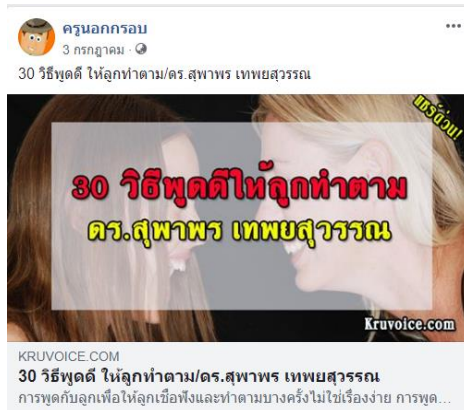 ครูนอกกรอบ
3 กรกฎาคม ·
30 วิธีพูดดี ให้ลูกทำตาม/ดร.สุพาพร เทพยสุวรรณ
แชร์ด่วน!
30 วิธีพูดดีให้ลูกทำตาม
ดร.สุพาพร เทพยสุวรรณ
Kruvoice.com
KRUVOICE.COM
30 วิธีพูดดี ให้ลูกทำตาม/ดร.สุพาพร เทพยสุวรรณ
การพูดกับลูกเพื่อให้ลูกเชื่อฟังและทำตามบางครั้งไม่ใช่เรื่องง่าย การพูด...